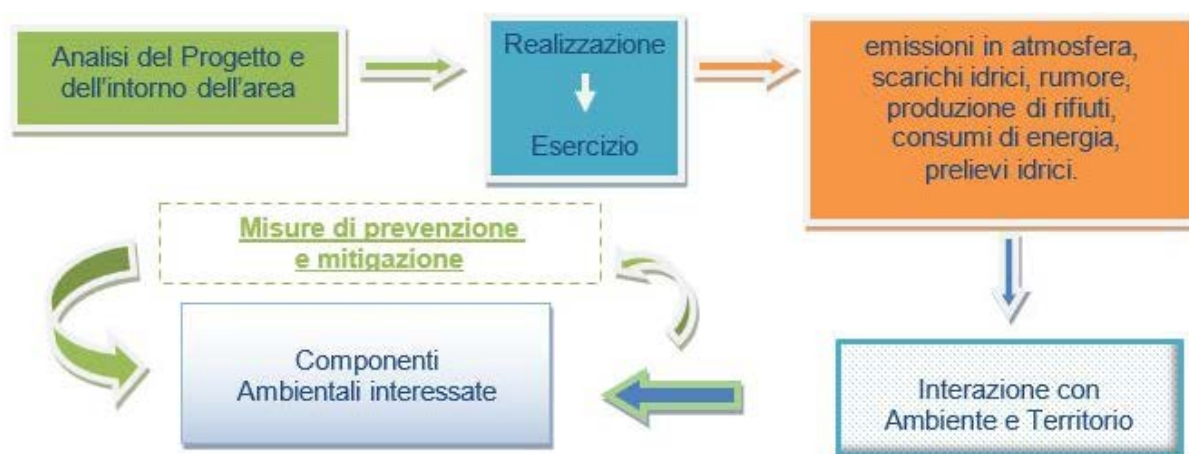 Analisi del Progetto e
dell'intorno dell'area
Realizzazione
Esercizio
emissioni in atmosfera,
scarichi idrici, rumore,
produzione di rifiuti,
consumi di energia,
prelievi idrici.
Misure di prevenzione
e mitigazione
Componenti
Ambientali interessate
Interazione con
Ambiente e Territorio